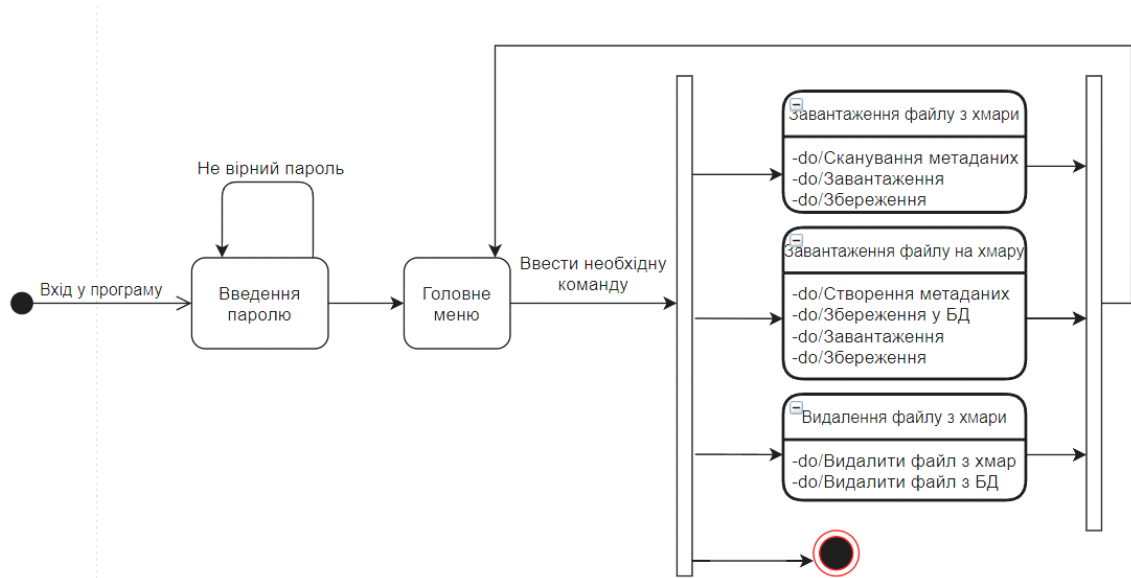 Не вірний пароль
Вхід у програму
Введення
паролю
Головне
меню
Ввести необхідну
команду
Завантаження файлу з хмари
-do/Сканування метаданих
-do/Завантаження
-do/Збереження
Завантаження файлу на хмару
-do/Створення метаданих
-do/Збереження у БД
-do/Завантаження
-do/Збереження
Видалення файлу з хмари
-do/Видалити файл з хмар
-do/Видалити файл з БД